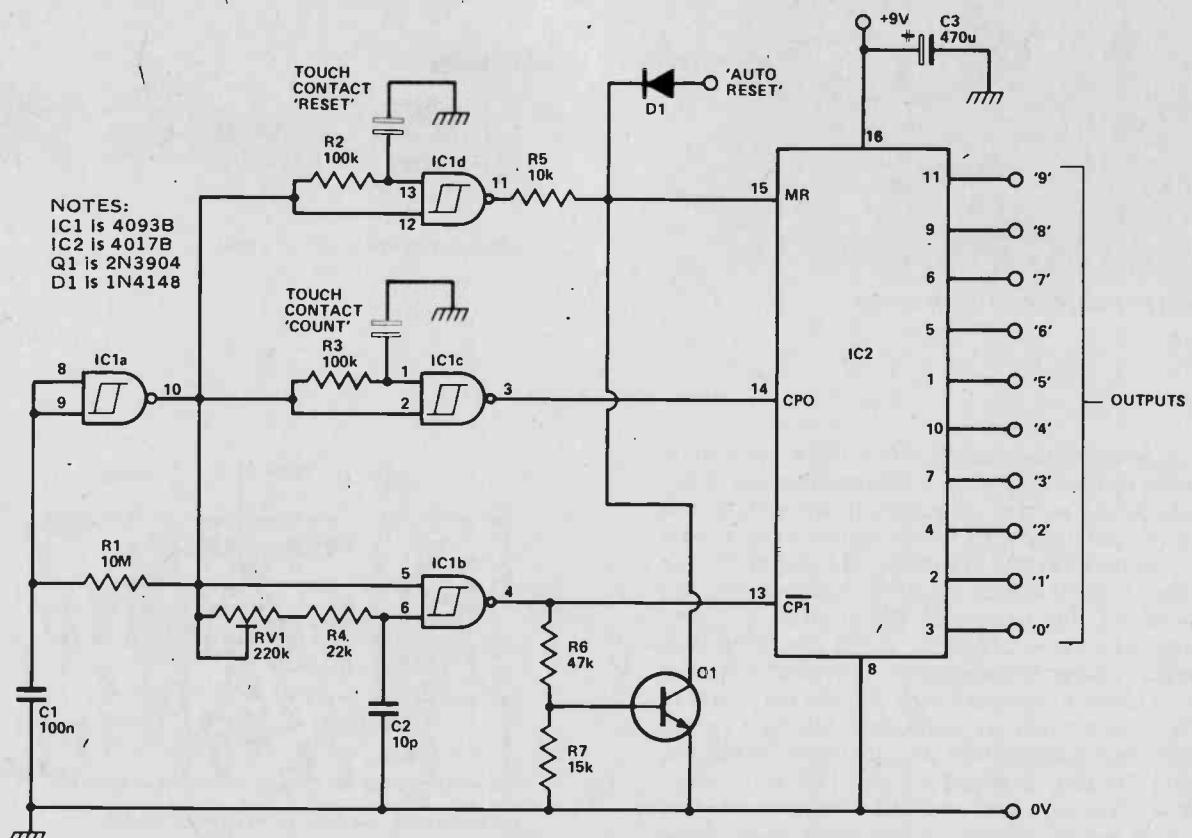 +9V
C3
470u
TOUCH
CONTACT
'RESET'
'AUTO
RESET'
D1
R2
100k
IC1d
R5
10k
13
12
11
15
MR
16
NOTES:
IC1 is 4093B
IC2 is 4017B
Q1 is 2N3904
D1 is 1N4148
TOUCH
CONTACT
'COUNT'
R3
100k
IC1c
1
2
3
14
CPO
IC2
IC1a
8
9
10
11
'9'
9
'8'
6
'7'
5
'6'
1
'5'
10
'4'
7
'3'
4
'2'
2
'1'
3
'0'
OUTPUTS
R1
10M
IC1b
5
6
4
13
CP1
RV1
220k
R4
22k
R6
47k
Q1
8
C1
100n
C2
10p
R7
15k
0V